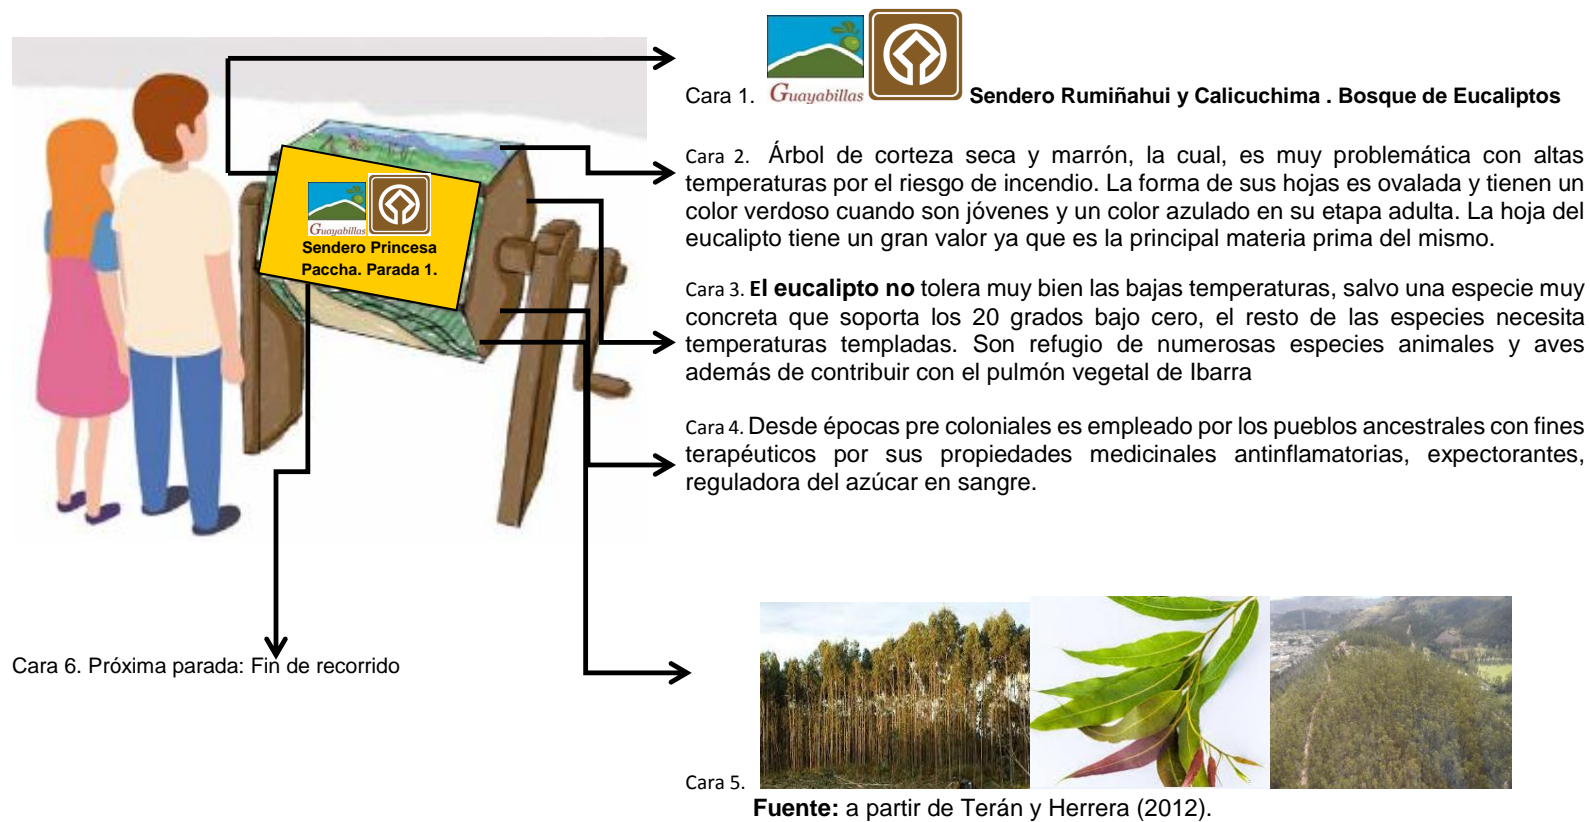 Guayabillas
Cara 1. Sendero Rumiñahui y Calicuchima . Bosque de Eucaliptos
Cara 2. Árbol de corteza seca y marrón, la cual, es muy problemática con altas
temperaturas por el riesgo de incendio. La forma de sus hojas es ovalada y tienen un
color verdoso cuando son jóvenes y un color azulado en su etapa adulta. La hoja del
eucalipto tiene un gran valor ya que es la principal materia prima del mismo.
Guayabillas
Sendero Princesa
Paccha. Parada 1.
Cara 3. El eucalipto no tolera muy bien las bajas temperaturas, salvo una especie muy
concreta que soporta los 20 grados bajo cero, el resto de las especies necesita
temperaturas templadas. Son refugio de numerosas especies animales y aves
además de contribuir con el pulmón vegetal de Ibarra
Cara 4. Desde épocas pre coloniales es empleado por los pueblos ancestrales con fines
terapéuticos por sus propiedades medicinales antinflamatorias, expectorantes,
reguladora del azúcar en sangre.
Cara 6. Próxima parada: Fin de recorrido
Cara 5.
Fuente: a partir de Terán y Herrera (2012).